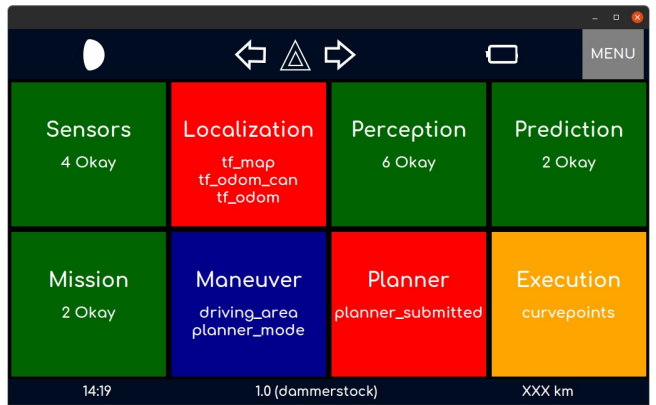 MENU
Sensors
4 Okay
Localization
tf_map
tf_odom_can
tf_odom
Perception
6 Okay
Prediction
2 Okay
Mission
2 Okay
Maneuver
driving_area
planner_mode
Planner
planner_submitted
Execution
curvepoints
14:19
1.0 (dammerstock)
XXX km